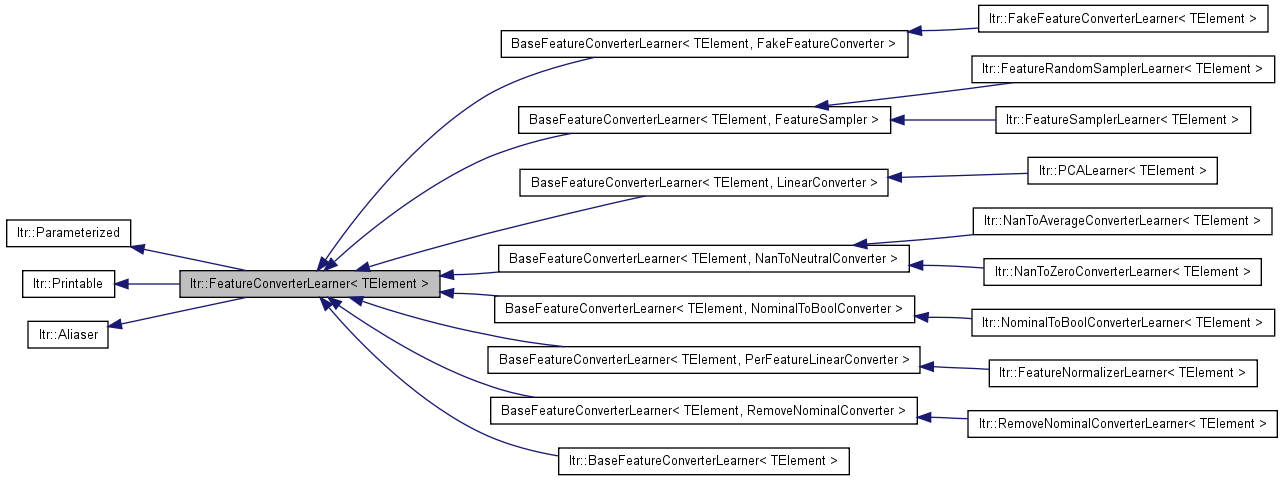 ltr::Parameterized
ltr::Printable
ltr::Aliaser
ltr::FeatureConverterLearner< TElement >
BaseFeatureConverterLearner< TElement, FakeFeatureConverter >
BaseFeatureConverterLearner< TElement, FeatureSampler >
BaseFeatureConverterLearner< TElement, LinearConverter >
BaseFeatureConverterLearner< TElement, NanToNeutralConverter >
BaseFeatureConverterLearner< TElement, NominalToBoolConverter >
BaseFeatureConverterLearner< TElement, PerFeatureLinearConverter >
BaseFeatureConverterLearner< TElement, RemoveNominalConverter >
ltr::BaseFeatureConverterLearner< TElement >
ltr::FakeFeatureConverterLearner< TElement >
ltr::FeatureRandomSamplerLearner< TElement >
ltr::FeatureSamplerLearner< TElement >
ltr::PCALearner< TElement >
ltr::NanToAverageConverterLearner< TElement >
ltr::NanToZeroConverterLearner< TElement >
ltr::NominalToBoolConverterLearner< TElement >
ltr::FeatureNormalizerLearner< TElement >
ltr::RemoveNominalConverterLearner< TElement >